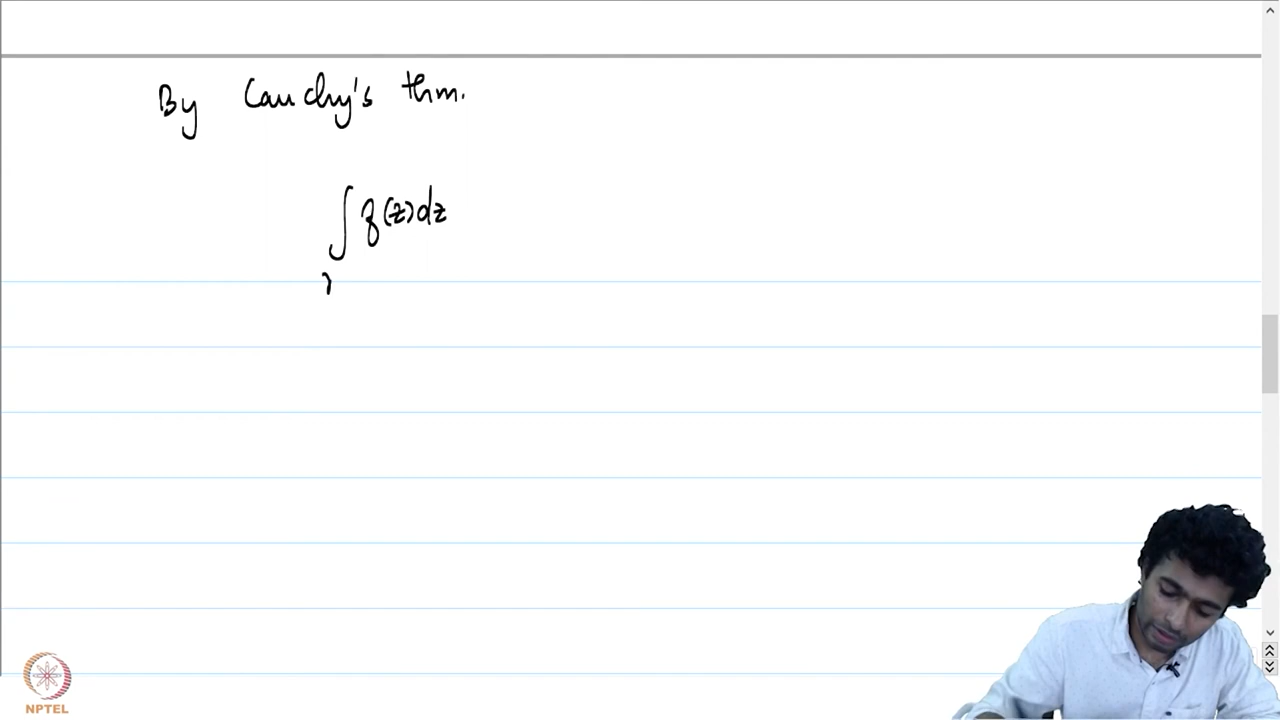 By Cauchy's thm.
∫ f(z)dz
NPTEL